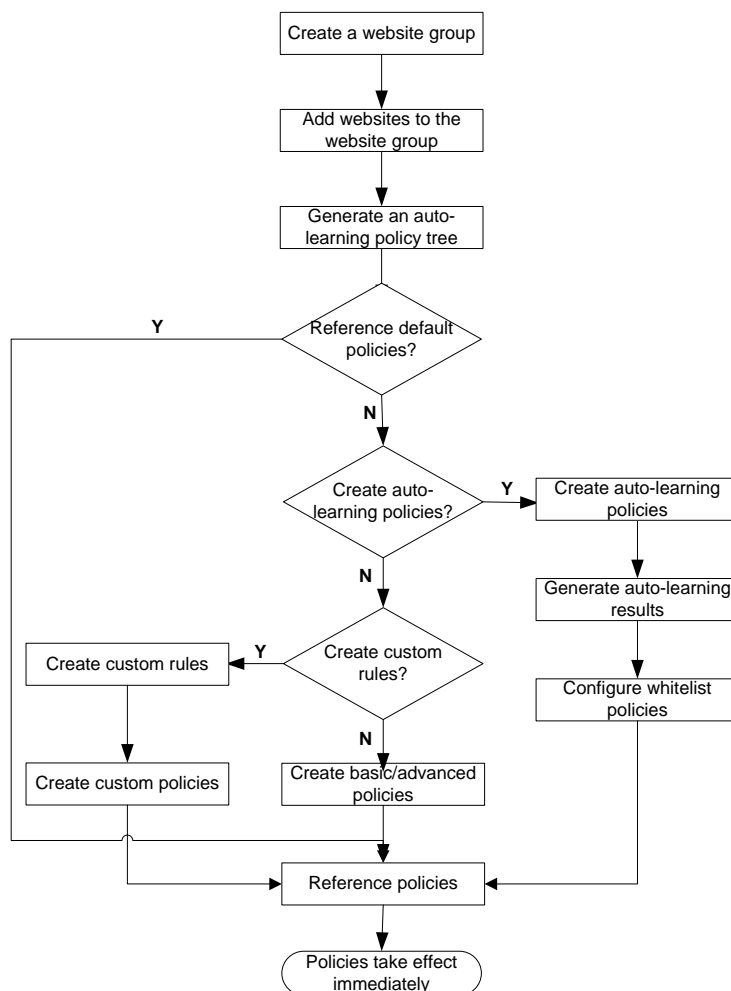 Create a website group
Add websites to the
website group
Generate an auto-
learning policy tree
Y
Reference default
policies?
N
Create auto-
learning policies?
Y
Create auto-learning
policies
N
Generate auto-learning
results
Create custom rules
Y
Create custom
rules?
Configure whitelist
policies
N
Create custom policies
Create basic/advanced
policies
Reference policies
Policies take effect
immediately